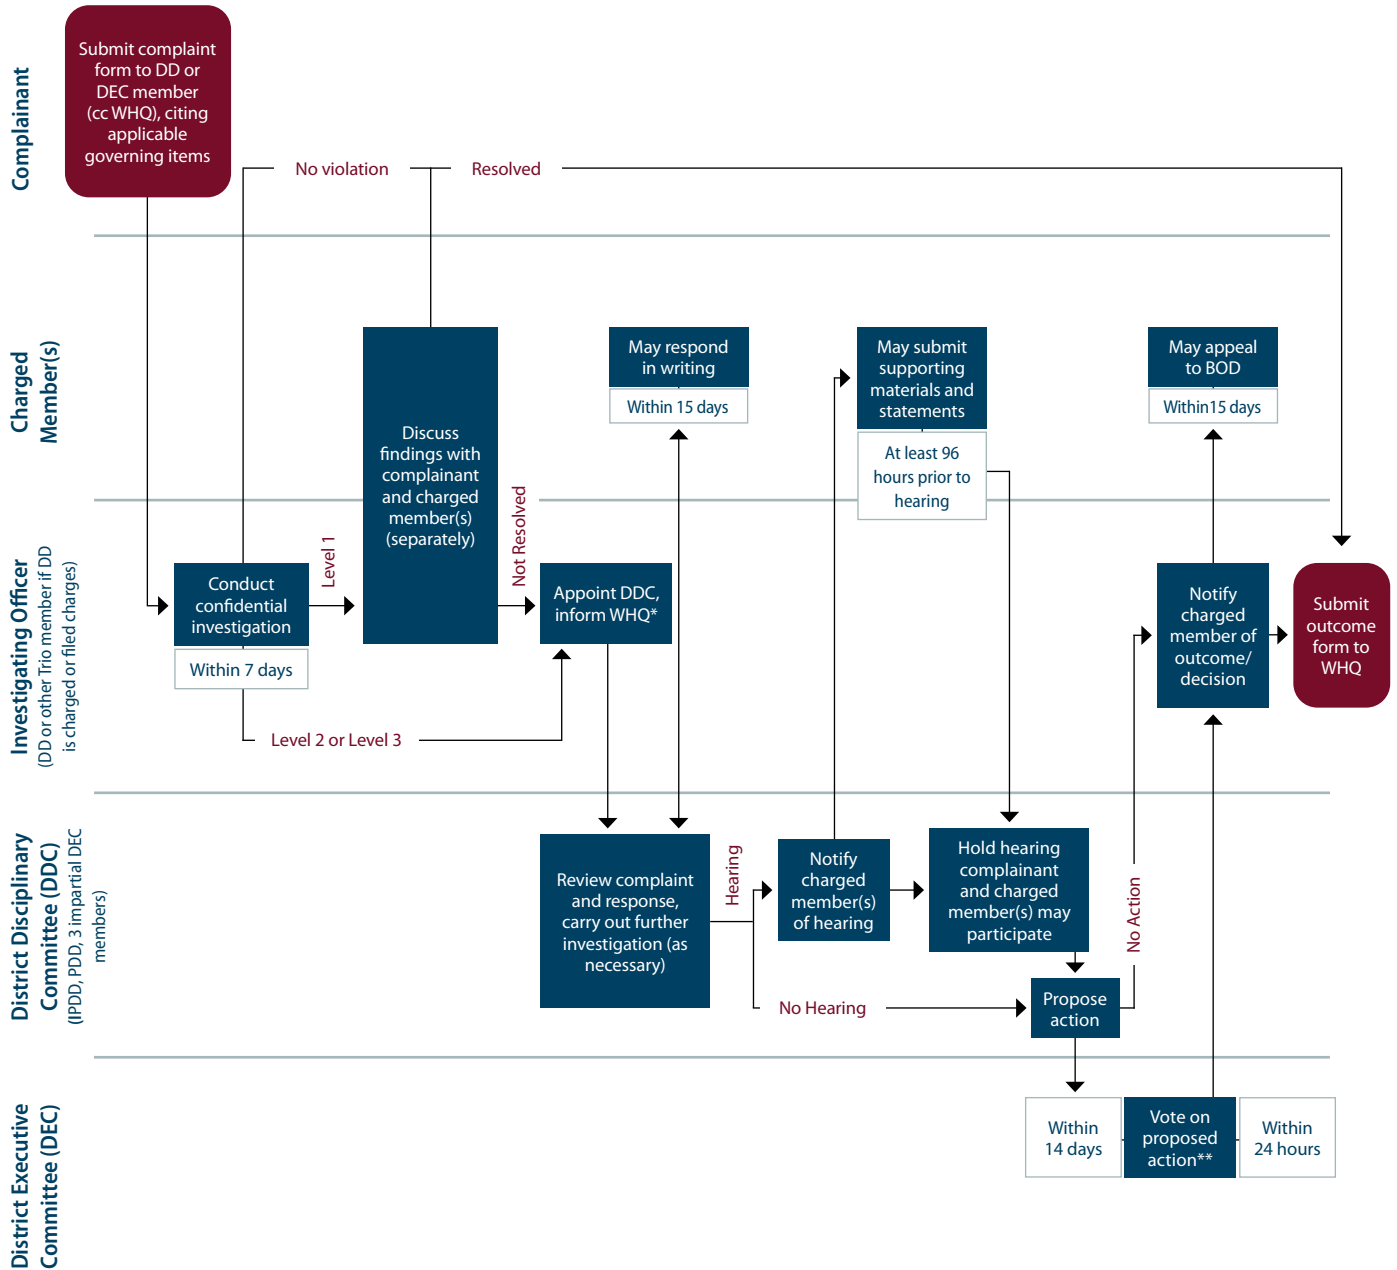 Complainant
Submit complaint
form to DD or
DEC member
(cc WHQ), citing
applicable
governing items
No violation
Resolved
Charged
Member(s)
Discuss
findings with
complainant
and charged
member(s)
(separately)
May respond
in writing
Within 15 days
May submit
supporting
materials and
statements
At least 96
hours prior to
hearing
May appeal
to BOD
Within15 days
Investigating Officer
(DD or other Trio member if DD
is charged or filed charges)
Conduct
confidential
investigation
Within 7 days
Level 1
Not Resolved
Appoint DDC,
inform WHQ*
Level 2 or Level 3
Notify
charged
member of
outcome/
decision
Submit
outcome
form to
WHQ
District Disciplinary
Committee (DDC)
(IPDD, PDD, 3 impartial DEC
members)
Review complaint
and response,
carry out further
investigation (as
necessary)
Hearing
Notify
charged
member(s)
of hearing
Hold hearing
complainant
and charged
member(s) may
participate
No Hearing
Propose
action
No Action
District Executive
Committee (DEC)
Within
14 days
Vote on
proposed
action**
Within
24 hours